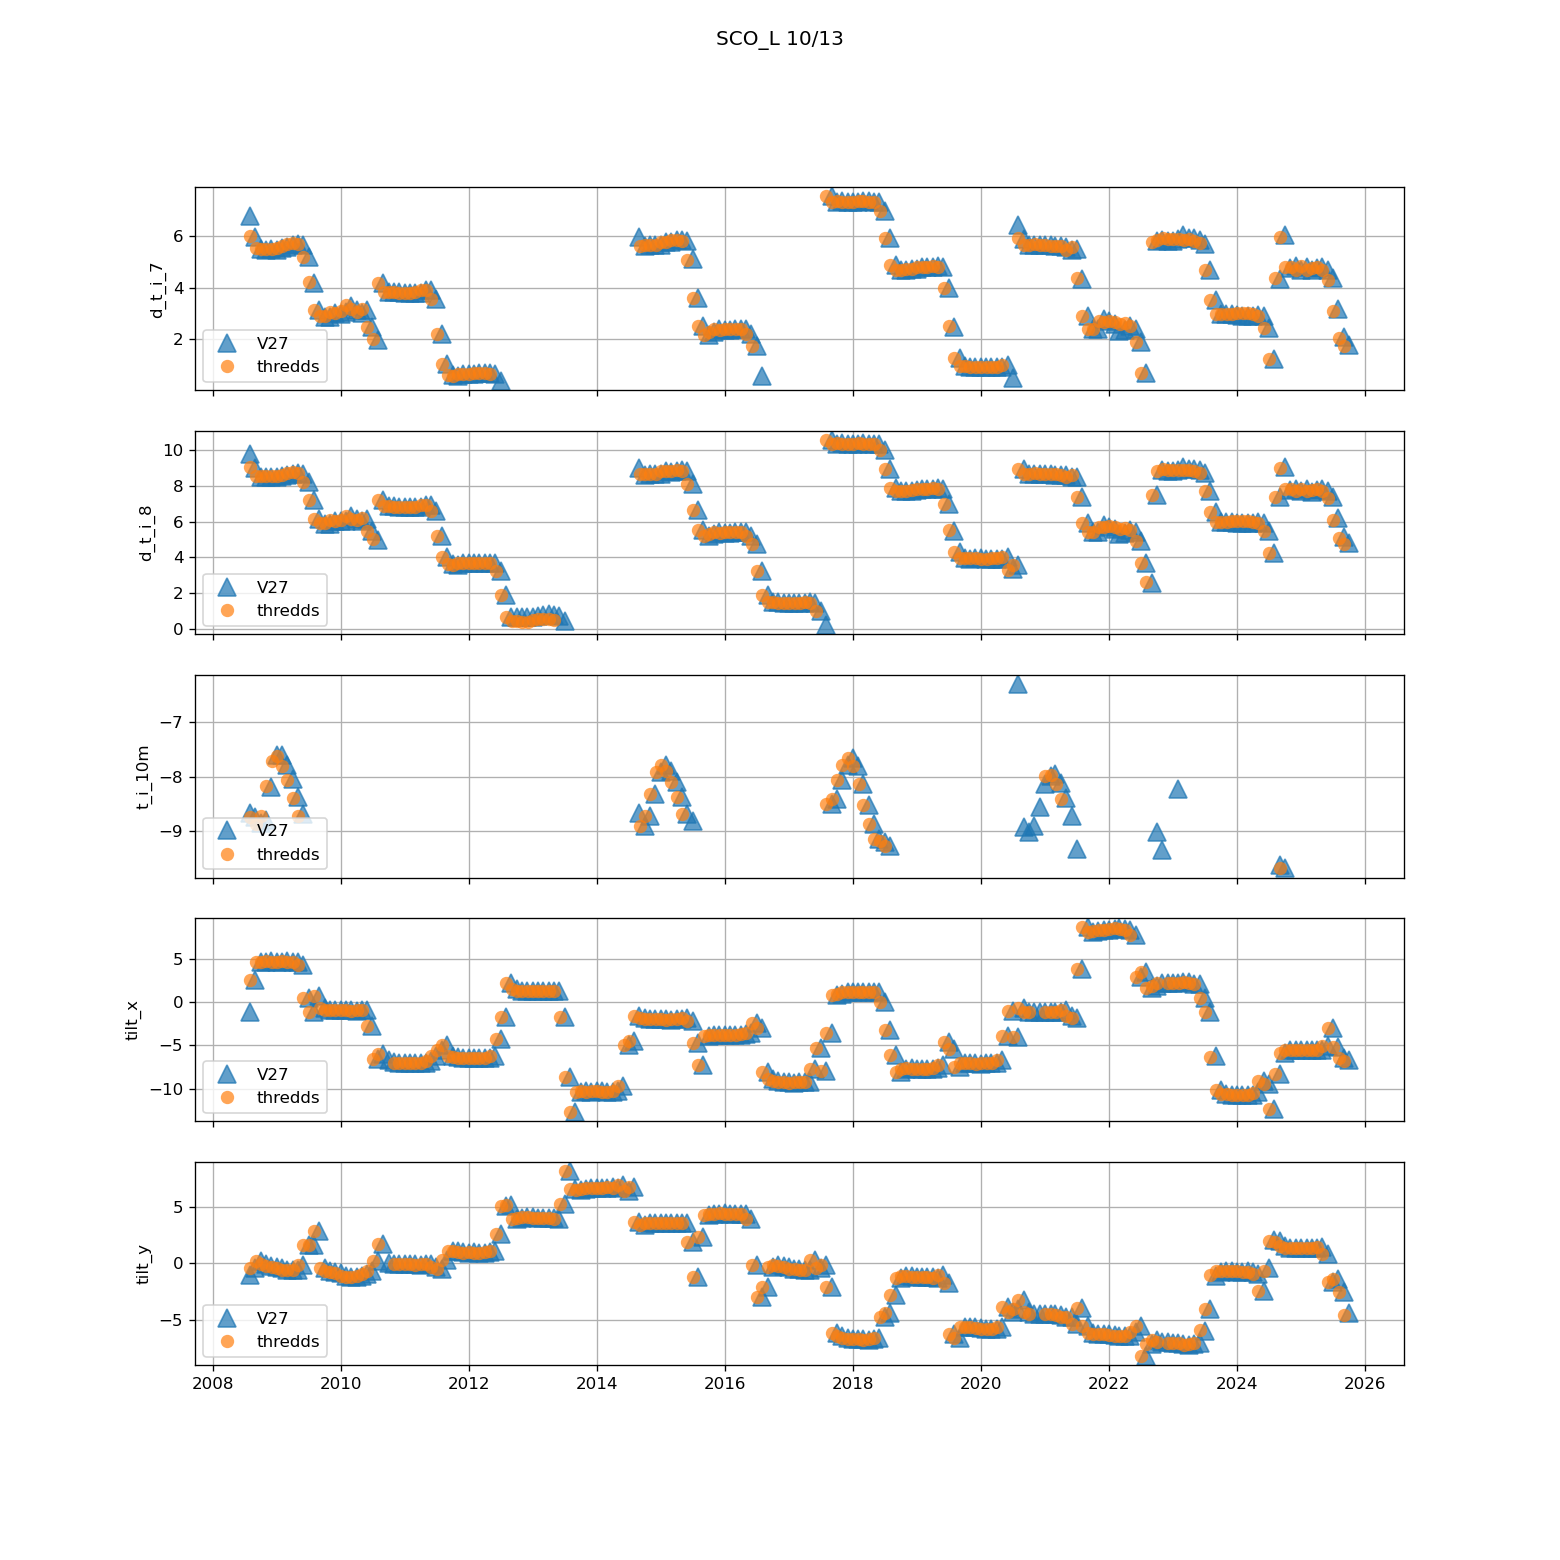 SCO_L 10/13
d_t_i_7
6
4
2
V27
thredds
d_t_i_8
10
8
6
4
2
0
V27
thredds
t_i_10m
−7
−8
−9
V27
thredds
tilt_x
5
0
−5
−10
V27
thredds
tilt_y
5
0
−5
V27
thredds
2008 2010 2012 2014 2016 2018 2020 2022 2024 2026